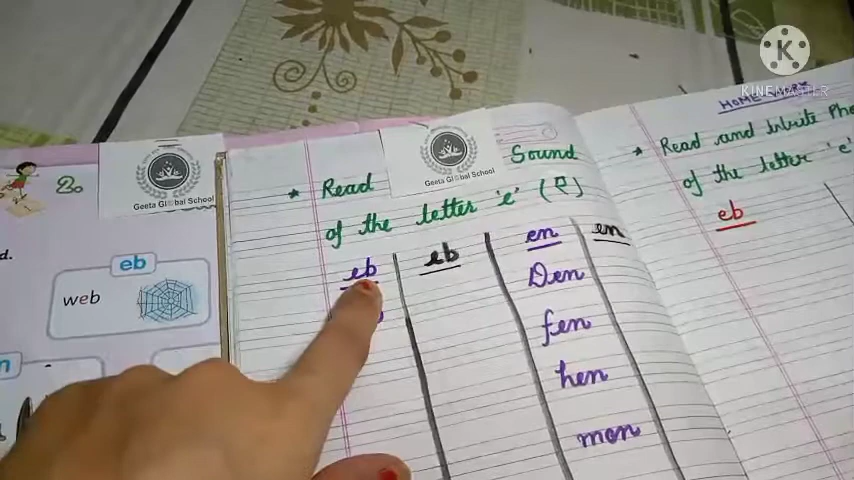 K
KINEMASTER
2.
Geeta Global School
d.
eb
web
Geeta Global School
Read Sound
of the letter 'e' (ए)
eb eb en en
Den
fen
hen
men
HOME WORK
Read and Write Pho
of the letter 'e'
eb